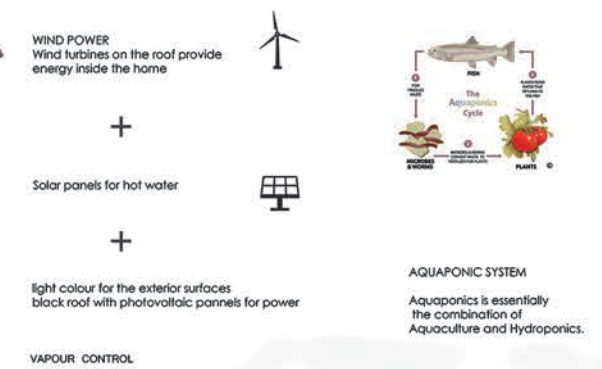 WIND POWER
Wind turbines on the roof provide
energy inside the home
+
Solar panels for hot water
+
light colour for the exterior surfaces
black roof with photovoltaic pannels for power
VAPOUR CONTROL
FISH
The
Aquaponics
Cycle
MICROBES
& WORMS
PLANTS
©
AQUAPONIC SYSTEM
Aquaponics is essentially
the combination of
Aquaculture and Hydroponics.